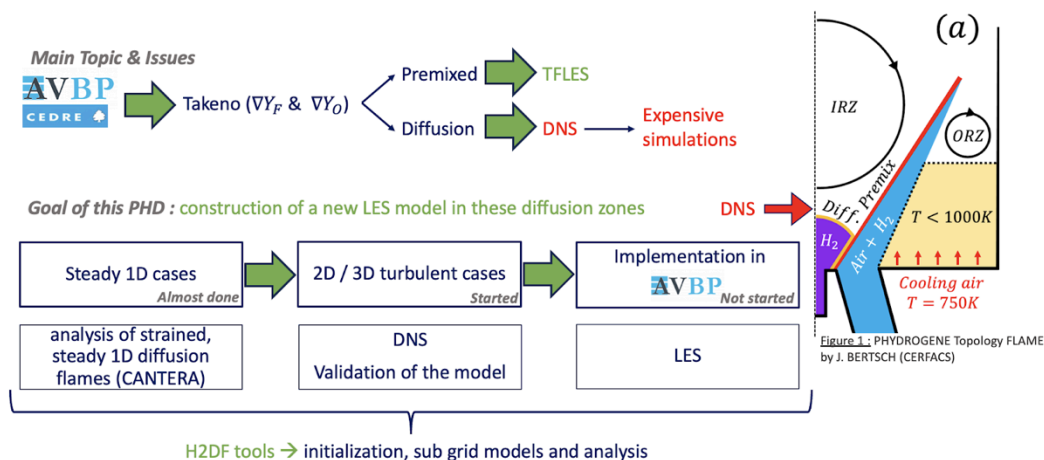 Main Topic & Issues
AVBP
CEDRE
Takeno (∇Y_F & ∇Y_O)
Premixed
TFLES
Diffusion
DNS
Expensive
simulations
Goal of this PHD : construction of a new LES model in these diffusion zones
DNS
Steady 1D cases
Almost done
2D / 3D turbulent cases
Started
Implementation in
AVBP
Not started
analysis of strained,
steady 1D diffusion
flames (CANTERA)
DNS
Validation of the model
LES
H2DF tools → initialization, sub grid models and analysis
(a)
IRZ
ORZ
Diff. Premix
H_2
Air + H_2
T < 1000K
Cooling air
T = 750K
Figure 1 : PHYDROGENE Topology FLAME
by J. BERTSCH (CERFACS)